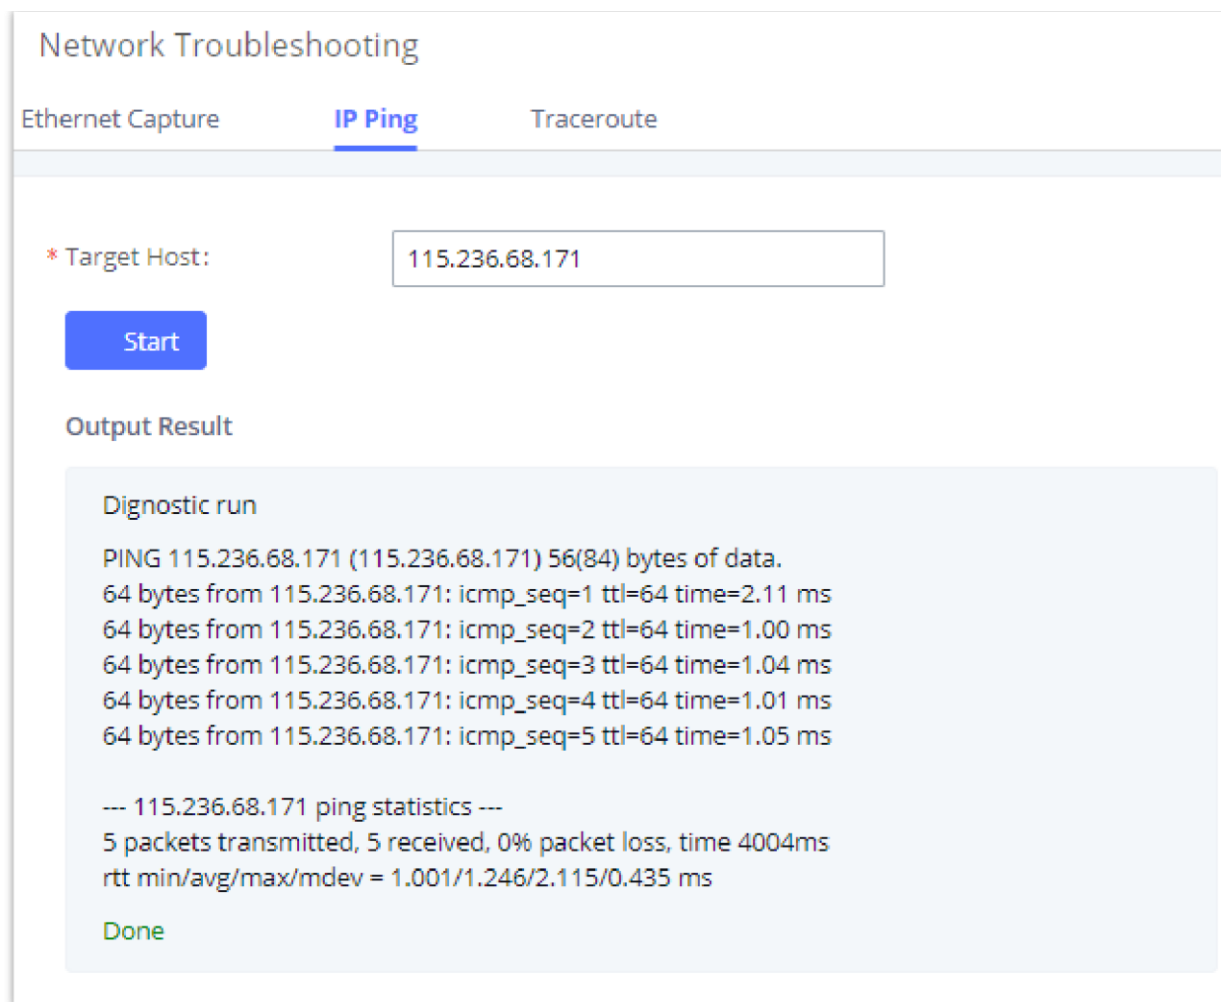 Network Troubleshooting
Ethernet Capture IP Ping Traceroute
* Target Host: 115.236.68.171
Start
Output Result
Dignostic run
PING 115.236.68.171 (115.236.68.171) 56(84) bytes of data.
64 bytes from 115.236.68.171: icmp_seq=1 ttl=64 time=2.11 ms
64 bytes from 115.236.68.171: icmp_seq=2 ttl=64 time=1.00 ms
64 bytes from 115.236.68.171: icmp_seq=3 ttl=64 time=1.04 ms
64 bytes from 115.236.68.171: icmp_seq=4 ttl=64 time=1.01 ms
64 bytes from 115.236.68.171: icmp_seq=5 ttl=64 time=1.05 ms
--- 115.236.68.171 ping statistics ---
5 packets transmitted, 5 received, 0% packet loss, time 4004ms
rtt min/avg/max/mdev = 1.001/1.246/2.115/0.435 ms
Done